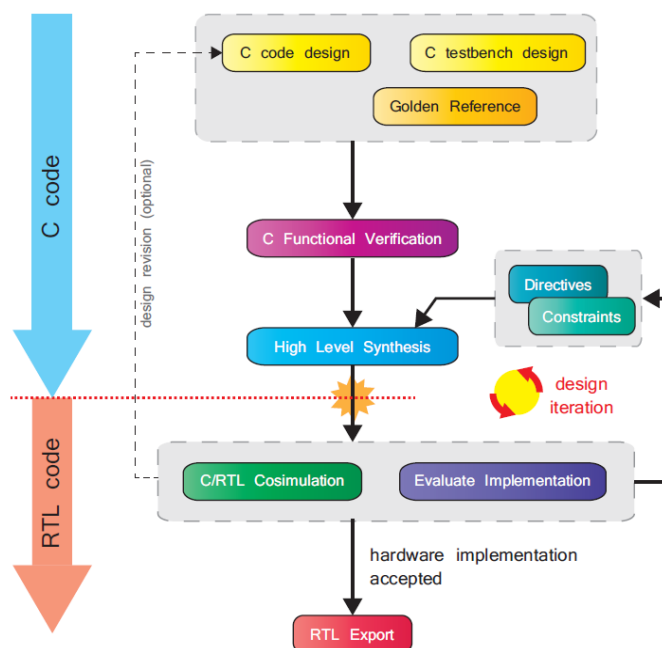 C code design
C testbench design
Golden Reference
C code
design revision (optional)
C Functional Verification
Directives
Constraints
High Level Synthesis
design
iteration
RTL code
C/RTL Cosimulation
Evaluate Implementation
hardware implementation
accepted
RTL Export